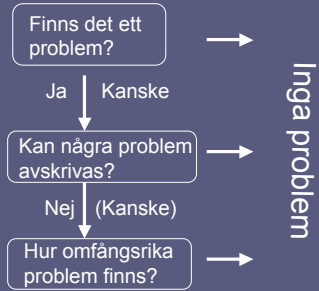 Finns det ett
problem?
Ja Kanske
Kan några problem
avskrivas?
Nej (Kanske)
Hur omfångsrika
problem finns?
Inga problem